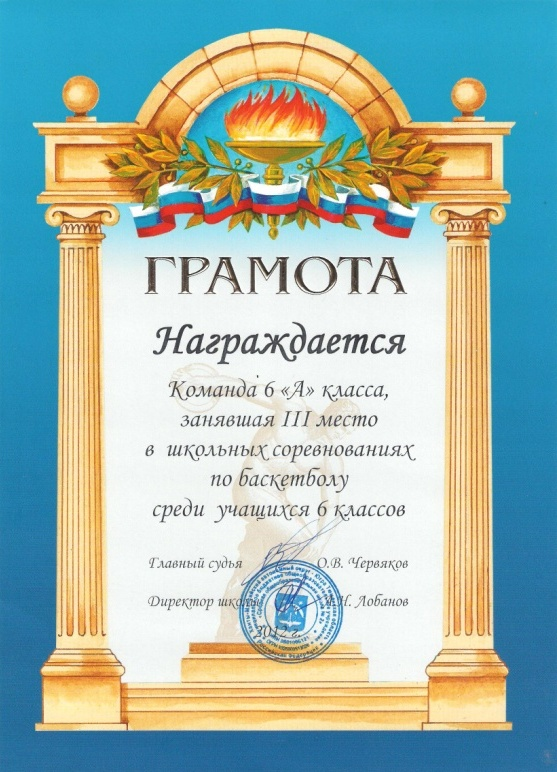 ГРАМОТА
Награждается
Команда 6 «А» класса,
занявшая III место
в школьных соревнованиях
по баскетболу
среди учащихся 6 классов
Главный судья О.В. Червяков
Директор школы Лобанов
2012 г.